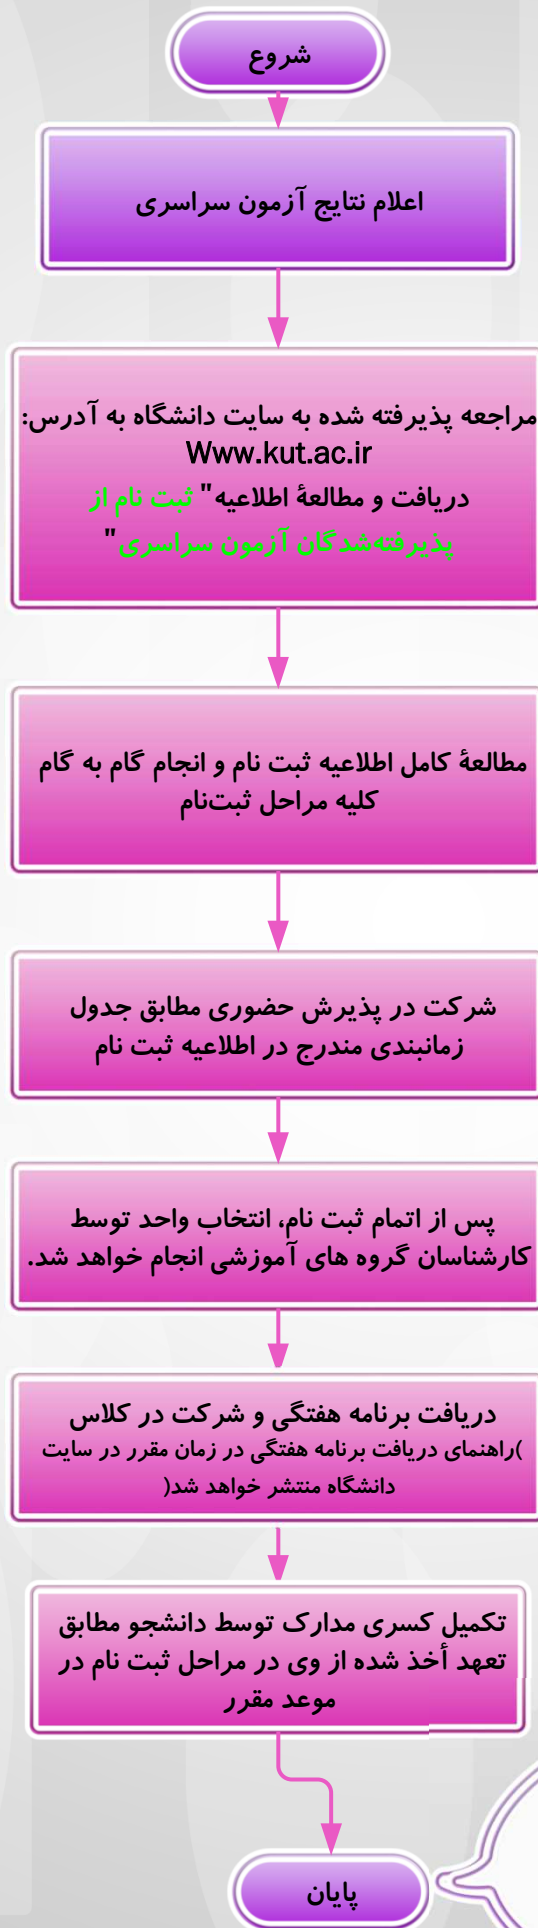 شروع
اعلام نتایج آزمون سراسری
مراجعه پذیرفته شده به سایت دانشگاه به آدرس:
Www.kut.ac.ir
دریافت و مطالعۀ اطلاعیه" ثبت نام از
پذیرفته‌شدگان آزمون سراسری"
مطالعۀ کامل اطلاعیه ثبت نام و انجام گام به گام
کلیه مراحل ثبت‌نام
شرکت در پذیرش حضوری مطابق جدول
زمانبندی مندرج در اطلاعیه ثبت نام
پس از اتمام ثبت نام، انتخاب واحد توسط
کارشناسان گروه های آموزشی انجام خواهد شد.
دریافت برنامه هفتگی و شرکت در کلاس
)راهنمای دریافت برنامه هفتگی در زمان مقرر در سایت
دانشگاه منتشر خواهد شد(
تکمیل کسری مدارک توسط دانشجو مطابق
تعهد أخذ شده از وی در مراحل ثبت نام در
موعد مقرر
پایان